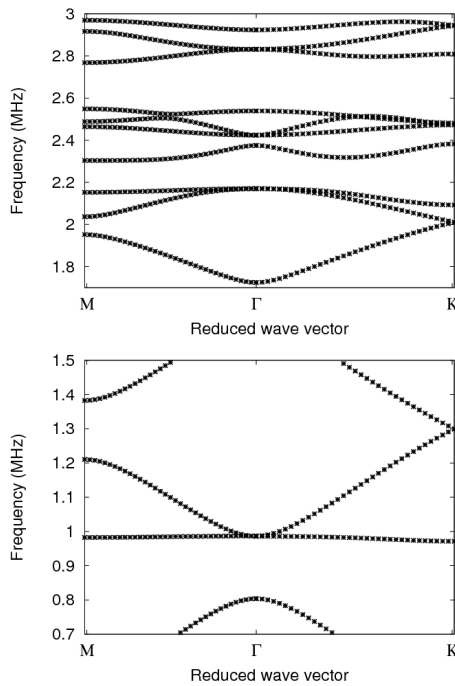 3
2.8
2.6
2.4
2.2
2
1.8
Frequency (MHz)
M Γ K
Reduced wave vector
1.5
1.4
1.3
1.2
1.1
1
0.9
0.8
0.7
Frequency (MHz)
M Γ K
Reduced wave vector